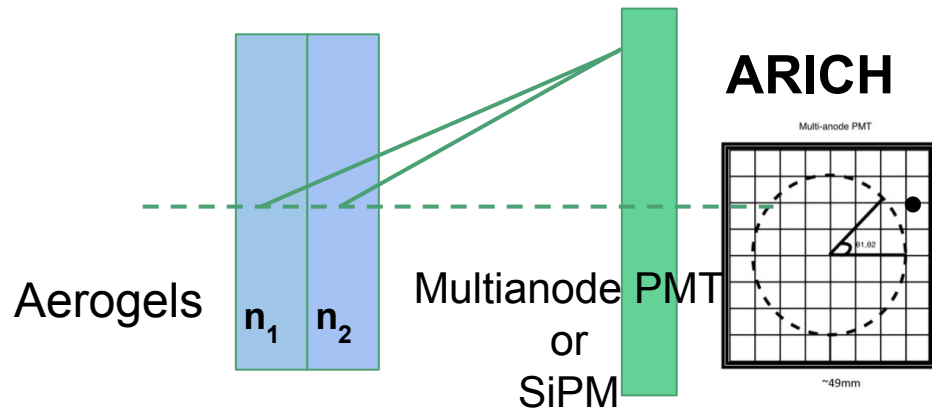 ARICH
Multi-anode PMT
θ1,θ2
Aerogels
n1
n2
Multianode PMT
or
SiPM
~49mm